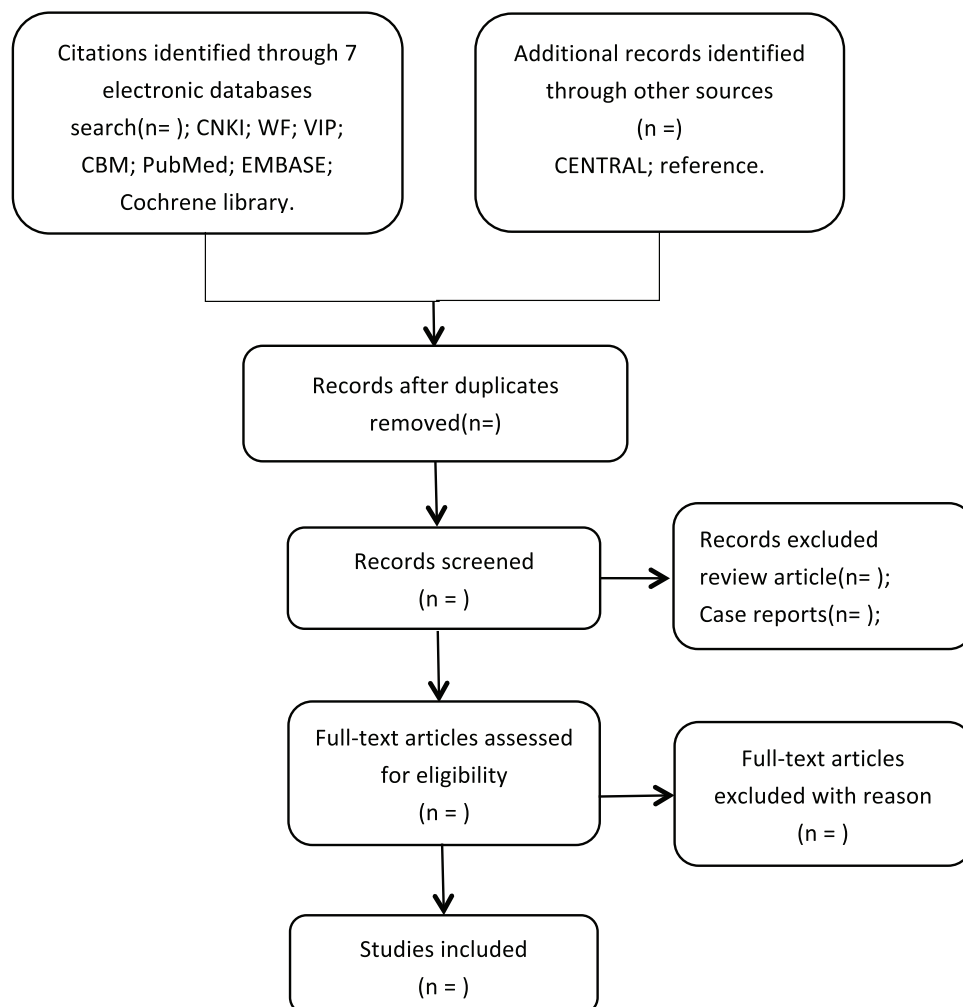 Citations identified through 7
electronic databases
search(n= ); CNKI; WF; VIP;
CBM; PubMed; EMBASE;
Cochrene library.
Additional records identified
through other sources
(n =)
CENTRAL; reference.
Records after duplicates
removed(n=)
Records screened
(n = )
Records excluded
review article(n= );
Case reports(n= );
Full-text articles assessed
for eligibility
(n = )
Full-text articles
excluded with reason
(n = )
Studies included
(n = )